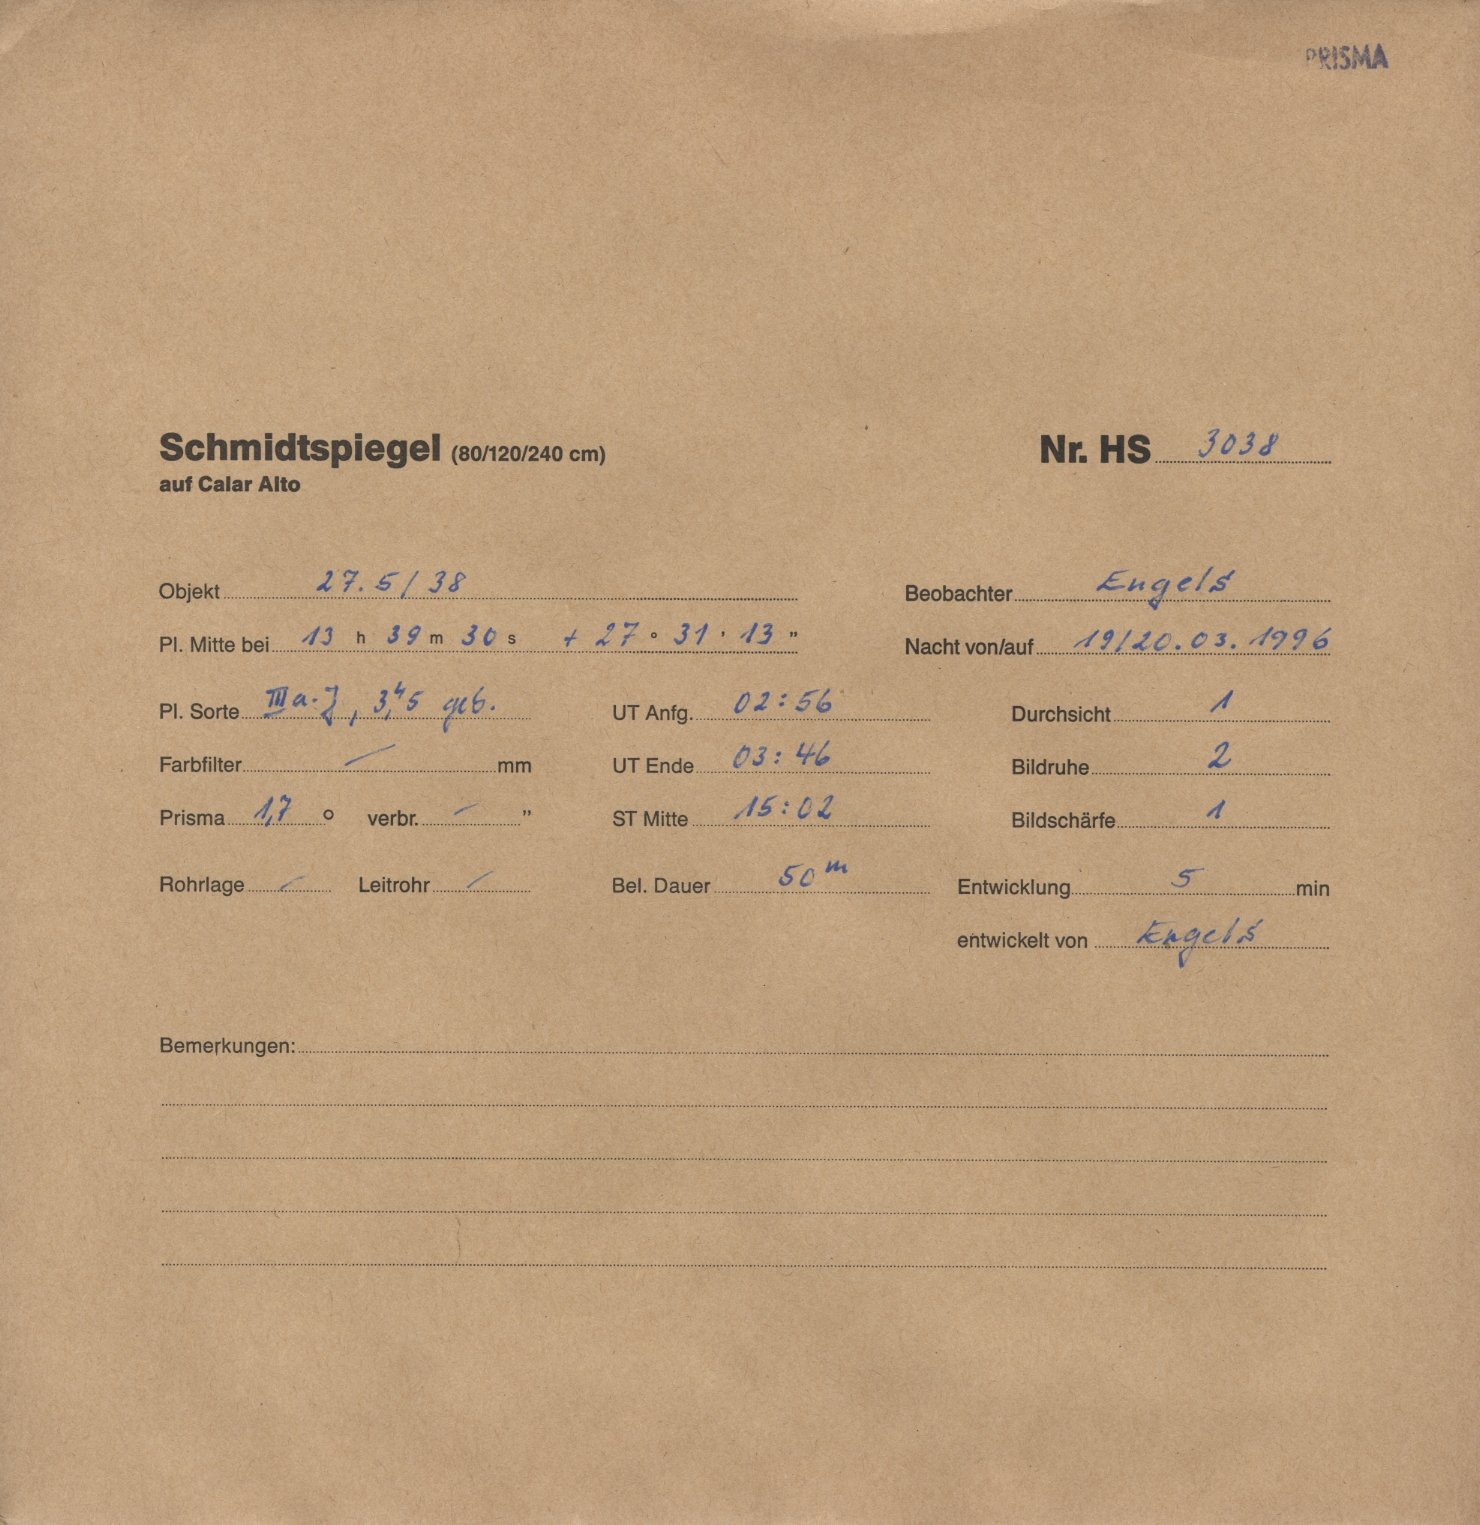 PRISMA
Schmidtspiegel (80/120/240 cm) Nr. HS 3038
auf Calar Alto
Objekt 27.5/38 Beobachter Engels
Pl. Mitte bei 13 h 39 m 30 s + 27 ° 31 ' 13 " Nacht von/auf 19/20.03.1996
Pl. Sorte IIIa-J, 3,45 geb. UT Anfg. 02:56 Durchsicht 1
Farbfilter / mm UT Ende 03:46 Bildruhe 2
Prisma 1,7 ° verbr. / " ST Mitte 15:02 Bildschärfe 1
Rohrlage / Leitrohr / Bel. Dauer 50 m Entwicklung 5 min
entwickelt von Engels
Bemerkungen: